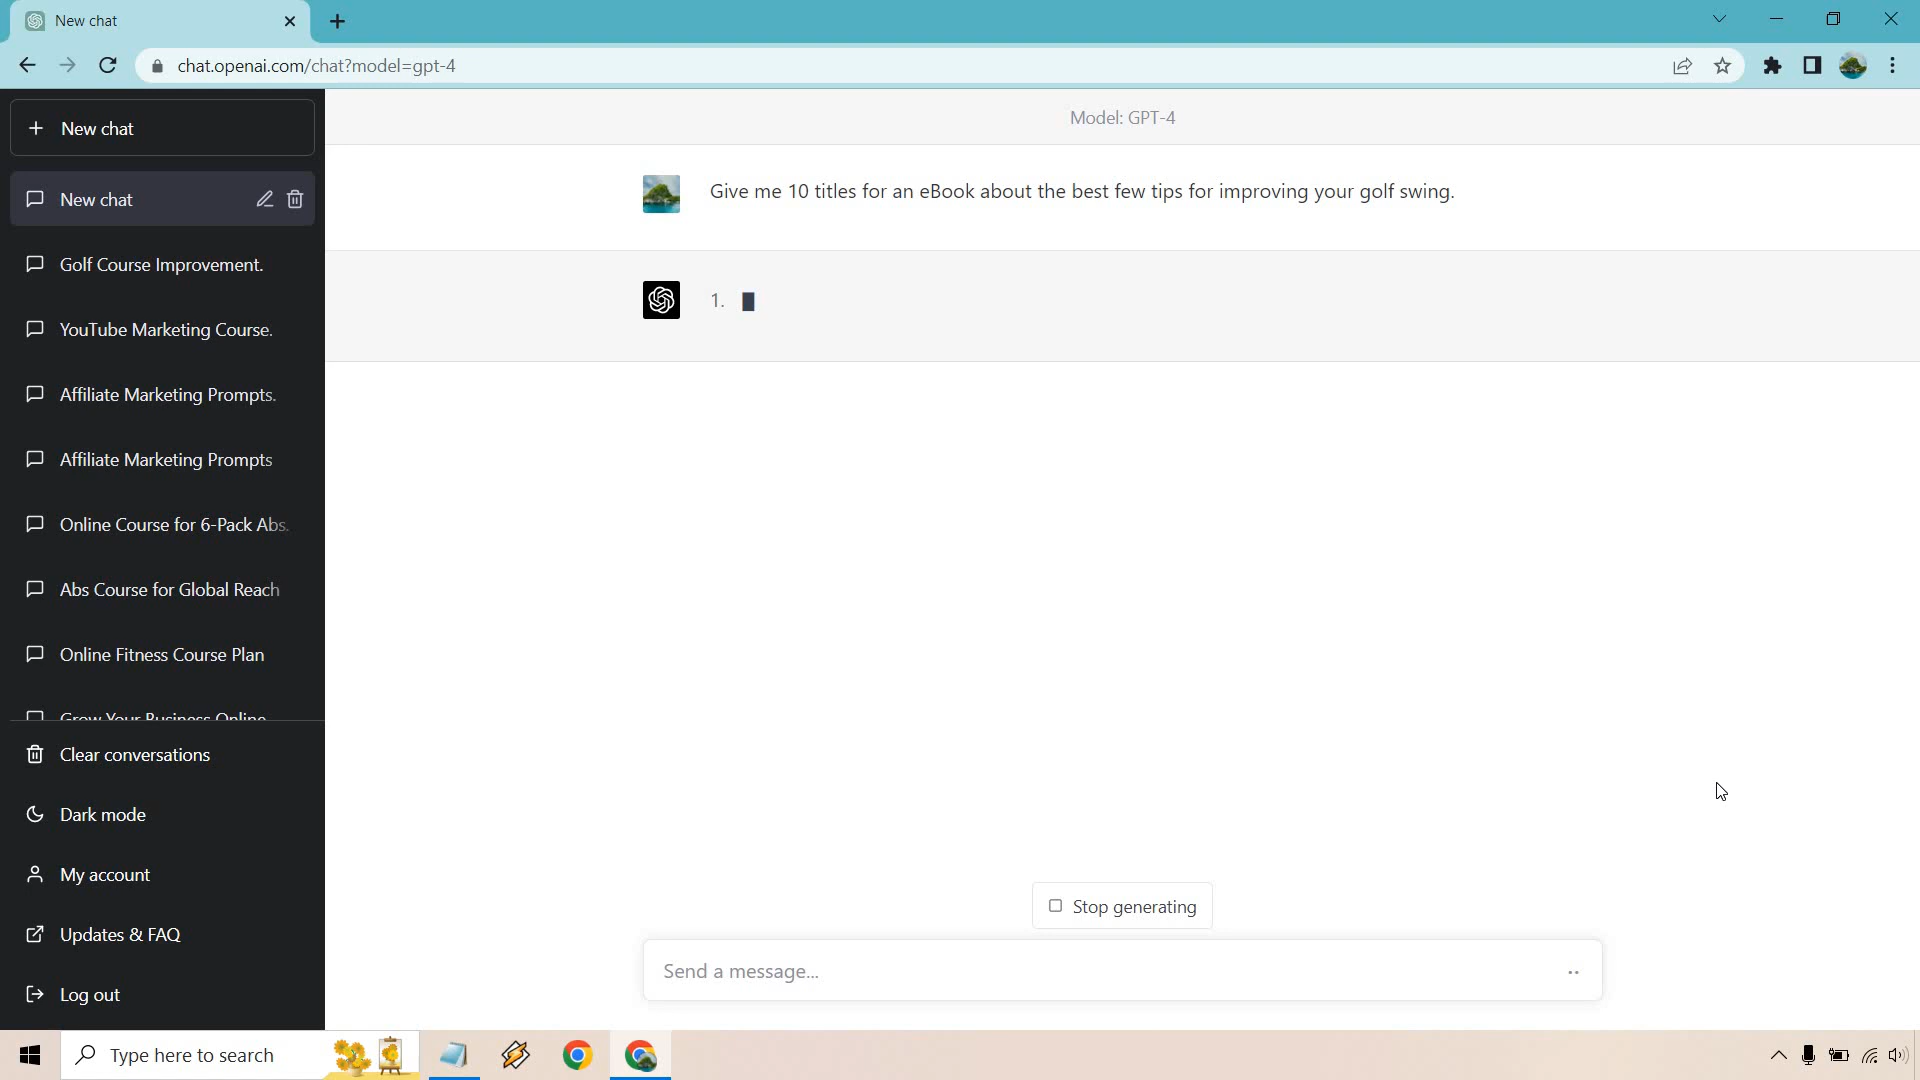 New chat
chat.openai.com/chat?model=gpt-4
New chat
New chat
Golf Course Improvement.
YouTube Marketing Course.
Affiliate Marketing Prompts.
Affiliate Marketing Prompts
Online Course for 6-Pack Abs.
Abs Course for Global Reach
Online Fitness Course Plan
Grow Your Business Online
Clear conversations
Dark mode
My account
Updates & FAQ
Log out
Model: GPT-4
Give me 10 titles for an eBook about the best few tips for improving your golf swing.
1.
Stop generating
Send a message...
Type here to search